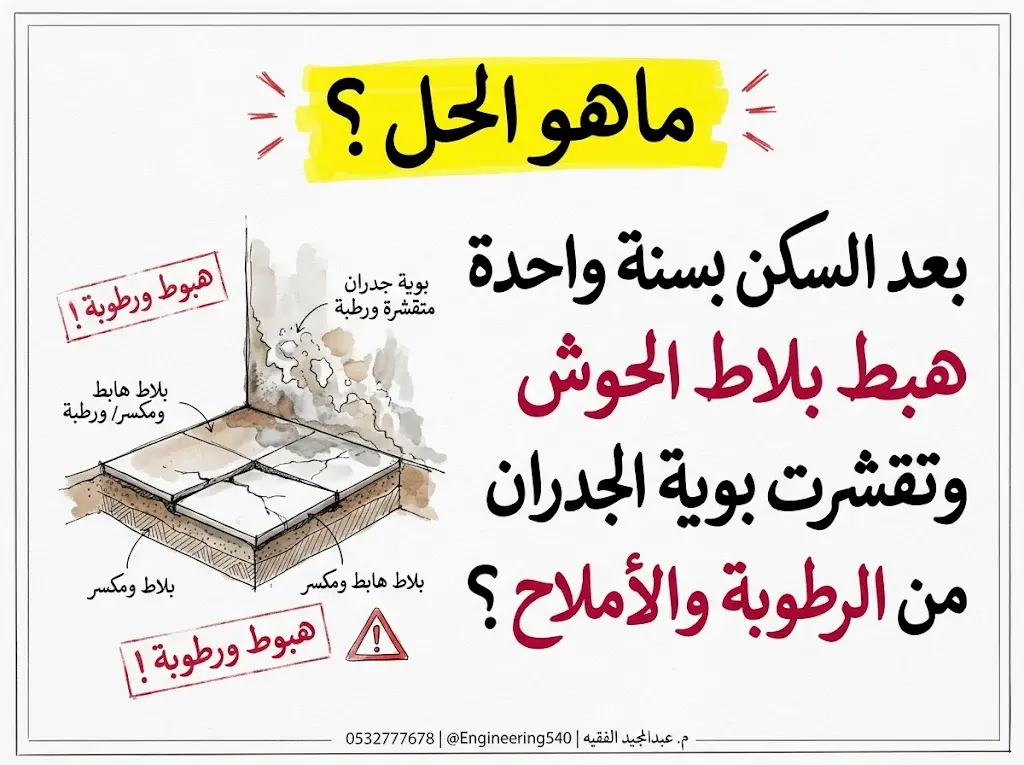 ماهو الحل ؟
بعد السكن بسنة واحدة
هبط بلاط الحوش
وتقشرت بوية الجدران
من الرطوبة والأملاح ؟
هبوط ورطوبة !
بوية جدران
متقشرة ورطبة
بلاط هابط
ومكسر/ ورطبة
بلاط ومكسر
بلاط هابط ومكسر
هبوط ورطوبة !
م. عبدالمجيد الفقيه | @Engineering540 | 0532777678